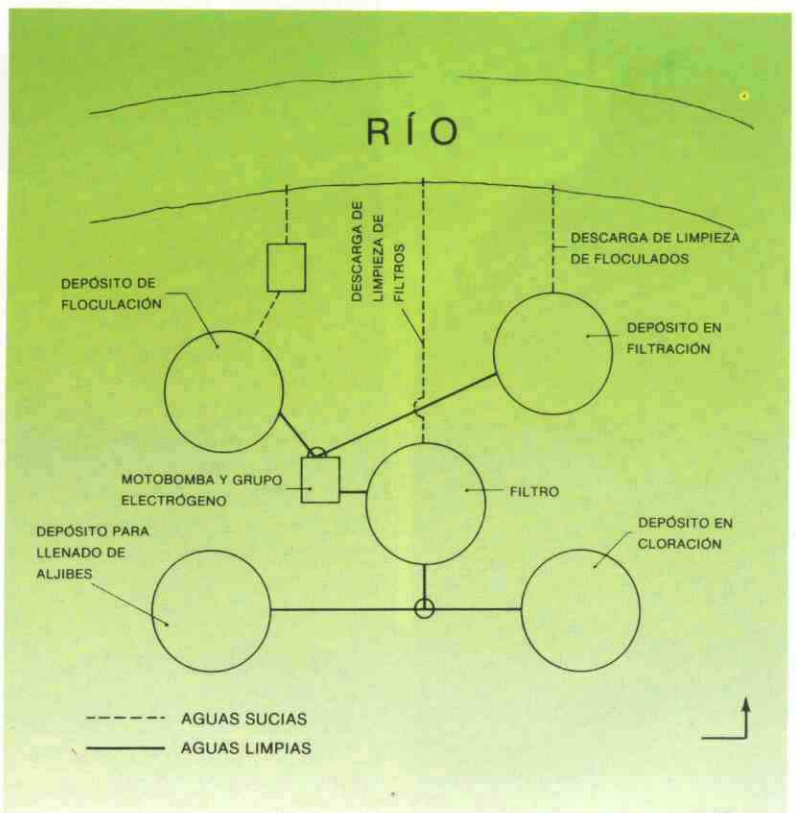 RÍO
DESCARGA DE
LIMPIEZA DE
FILTROS
DESCARGA DE LIMPIEZA
DE FLOCULADOS
DEPÓSITO DE
FLOCULACIÓN
DEPÓSITO EN
FILTRACIÓN
MOTOBOMBA Y GRUPO
ELECTRÓGENO
FILTRO
DEPÓSITO PARA
LLENADO DE
ALJIBES
DEPÓSITO EN
CLORACIÓN
AGUAS SUCIAS
AGUAS LIMPIAS